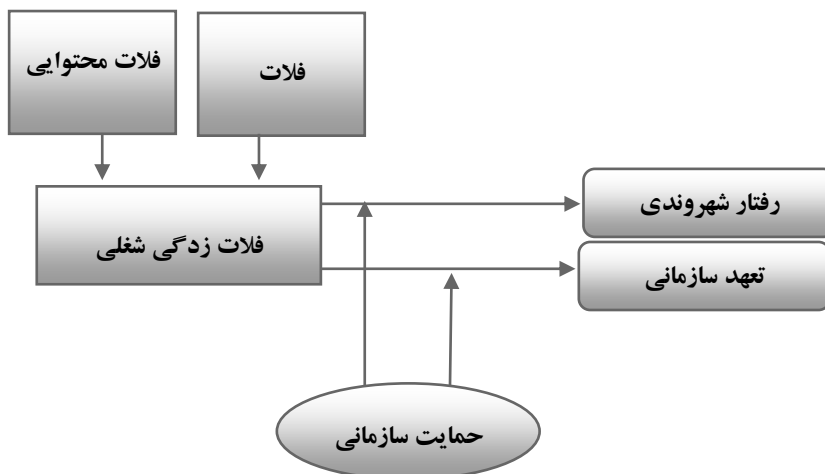 فلات محتوایی
فلات
فلات زدگی شغلی
رفتار شهروندی
تعهد سازمانی
حمایت سازمانی